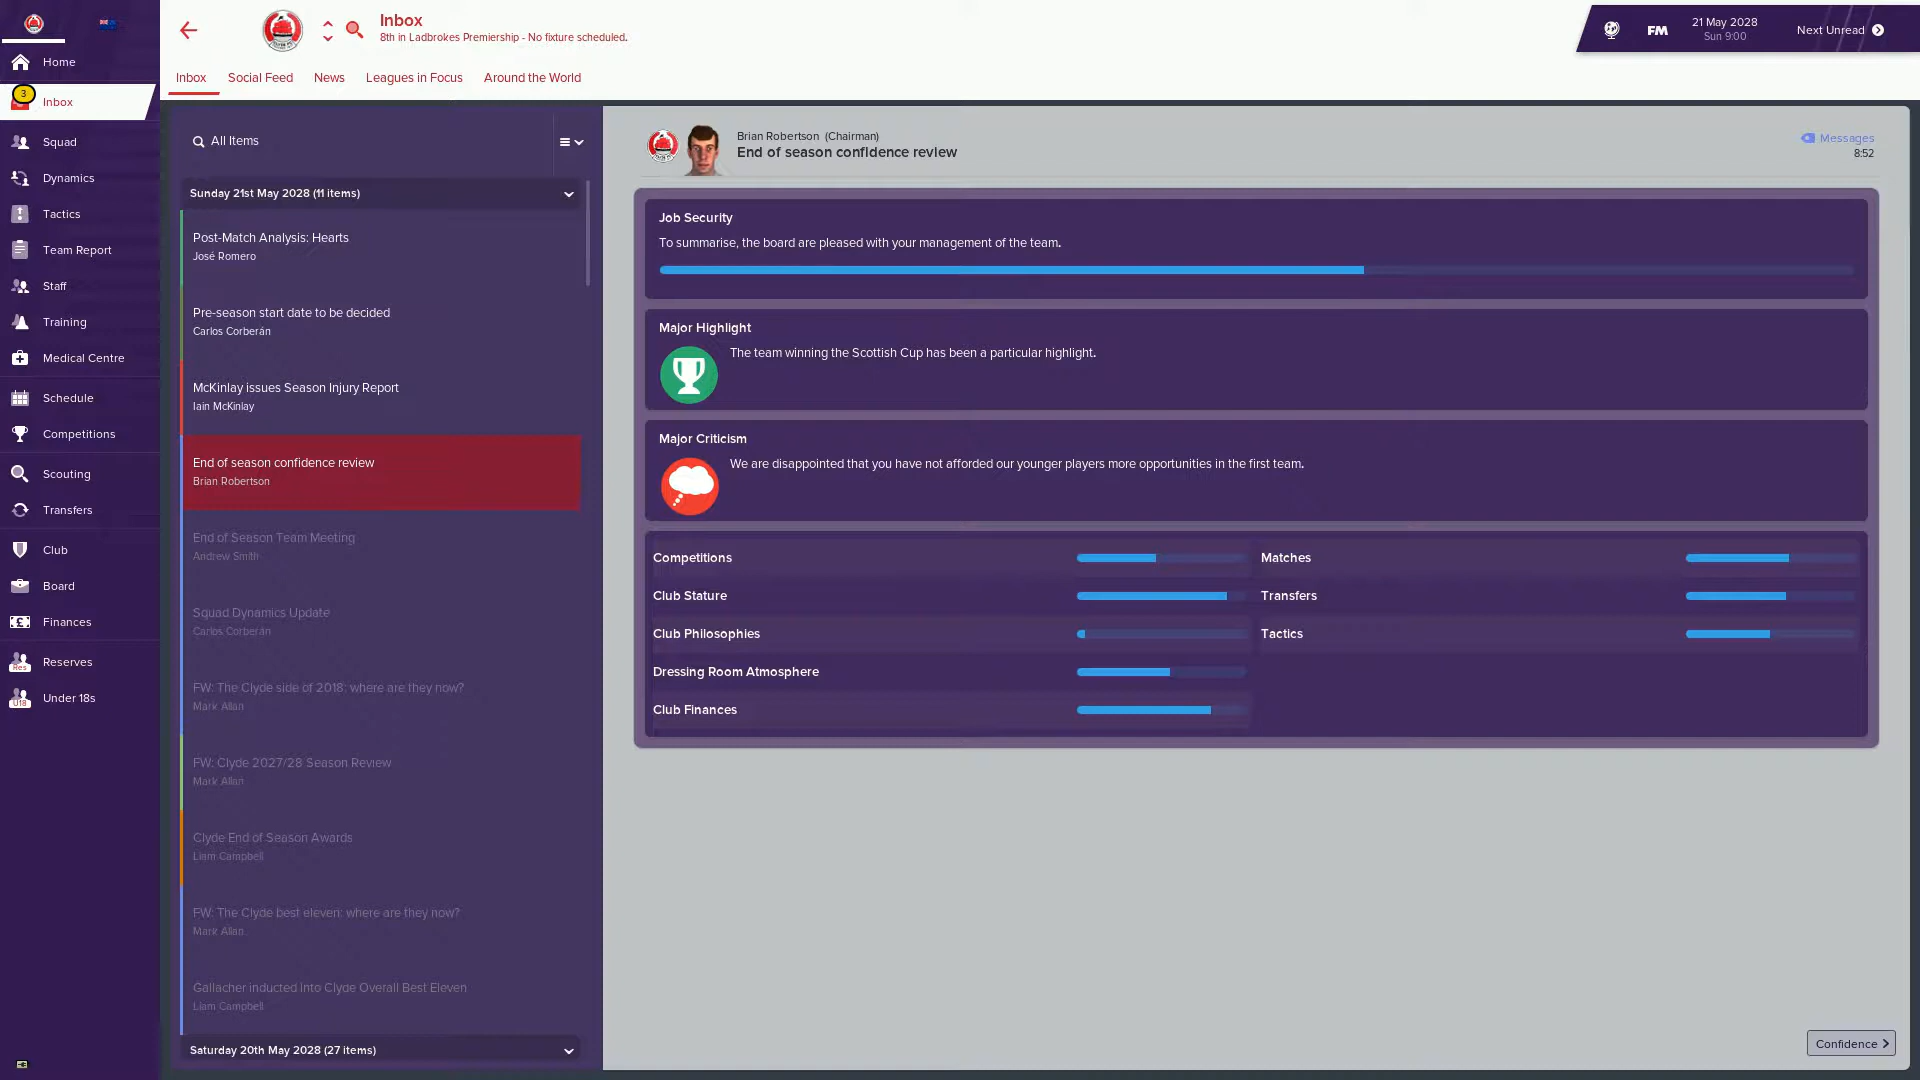 Inbox
8th in Ladbrokes Premiership - No fixture scheduled.
FM
21 May 2028
Sun 9:00
Next Unread
Inbox
Social Feed
News
Leagues in Focus
Around the World
Home
3
Inbox
Squad
Dynamics
Tactics
Team Report
Staff
Training
Medical Centre
Schedule
Competitions
Scouting
Transfers
Club
Board
Finances
Res
Reserves
U18
Under 18s
All Items
Sunday 21st May 2028 (11 items)
Post-Match Analysis: Hearts
José Romero
Pre-season start date to be decided
Carlos Corberán
McKinlay issues Season Injury Report
Iain McKinlay
End of season confidence review
Brian Robertson
End of Season Team Meeting
Andrew Smith
Squad Dynamics Update
Carlos Corberán
FW: The Clyde side of 2018: where are they now?
Mark Allan
FW: Clyde 2027/28 Season Review
Mark Allan
Clyde End of Season Awards
Liam Campbell
FW: The Clyde best eleven: where are they now?
Mark Allan
Gallacher inducted into Clyde Overall Best Eleven
Liam Campbell
Saturday 20th May 2028 (27 items)
Brian Robertson (Chairman)
End of season confidence review
Messages
8:52
Job Security
To summarise, the board are pleased with your management of the team.
Major Highlight
The team winning the Scottish Cup has been a particular highlight.
Major Criticism
We are disappointed that you have not afforded our younger players more opportunities in the first team.
Competitions
Matches
Club Stature
Transfers
Club Philosophies
Tactics
Dressing Room Atmosphere
Club Finances
Confidence